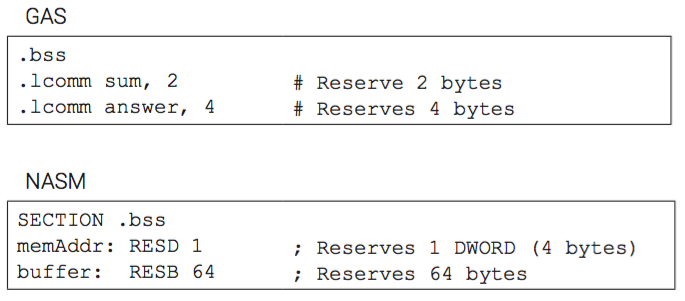 GAS
.bss
.lcomm sum, 2 # Reserve 2 bytes
.lcomm answer, 4 # Reserves 4 bytes
NASM
SECTION .bss
memAddr: RESD 1 ; Reserves 1 DWORD (4 bytes)
buffer: RESB 64 ; Reserves 64 bytes